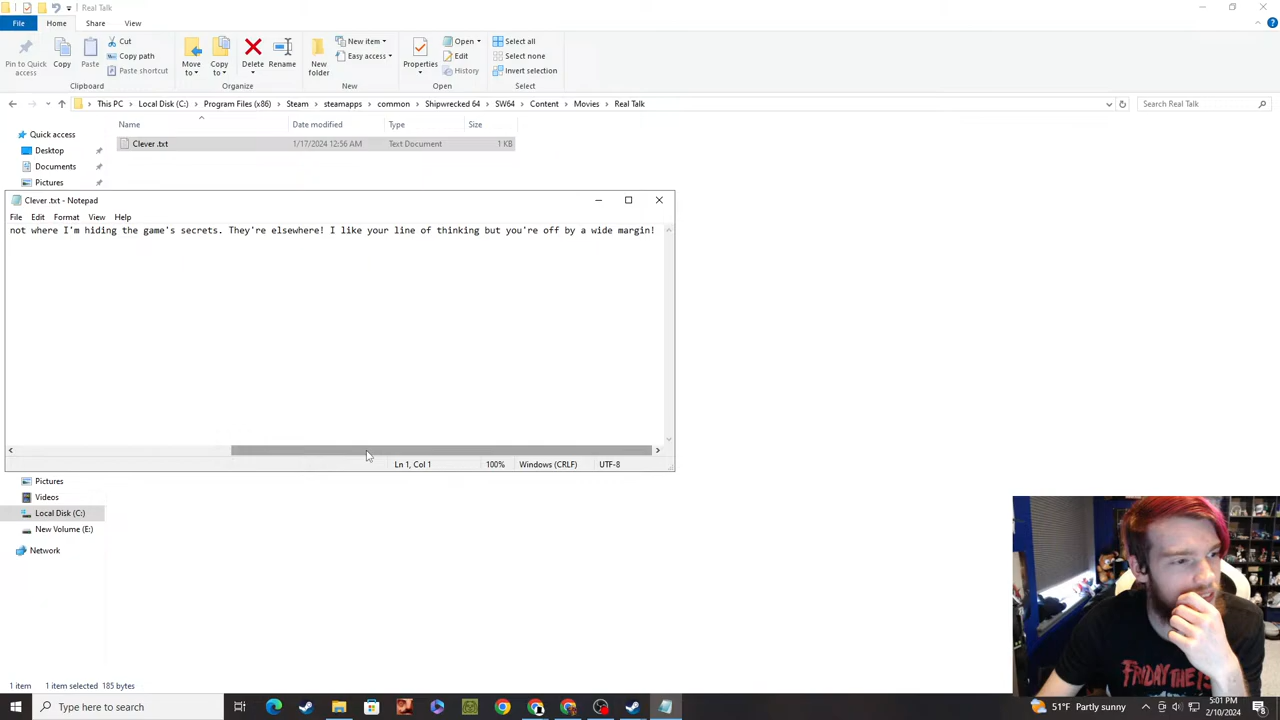 Real Talk
File Home Share View
Pin to Quick access
Copy
Paste
Cut
Copy path
Paste shortcut
Clipboard
Move to
Copy to
Delete
Rename
Organize
New folder
New item
Easy access
New
Properties
Open
Edit
History
Open
Select all
Select none
Invert selection
Select
This PC Local Disk (C:) Program Files (x86) Steam steamapps common Shipwrecked 64 SW64 Content Movies Real Talk
Search Real Talk
Name Date modified Type Size
Clever .txt 1/17/2024 12:56 AM Text Document 1 KB
Quick access
Desktop
Documents
Pictures
Clever .txt - Notepad
File Edit Format View Help
not where I'm hiding the game's secrets. They're elsewhere! I like your line of thinking but you're off by a wide margin!
Ln 1, Col 1 100% Windows (CRLF) UTF-8
Pictures
Videos
Local Disk (C:)
New Volume (E:)
Network
FRIDAY THE 13
1 item 1 item selected 185 bytes
Type here to search
51°F Partly sunny
5:01 PM
2/10/2024
8